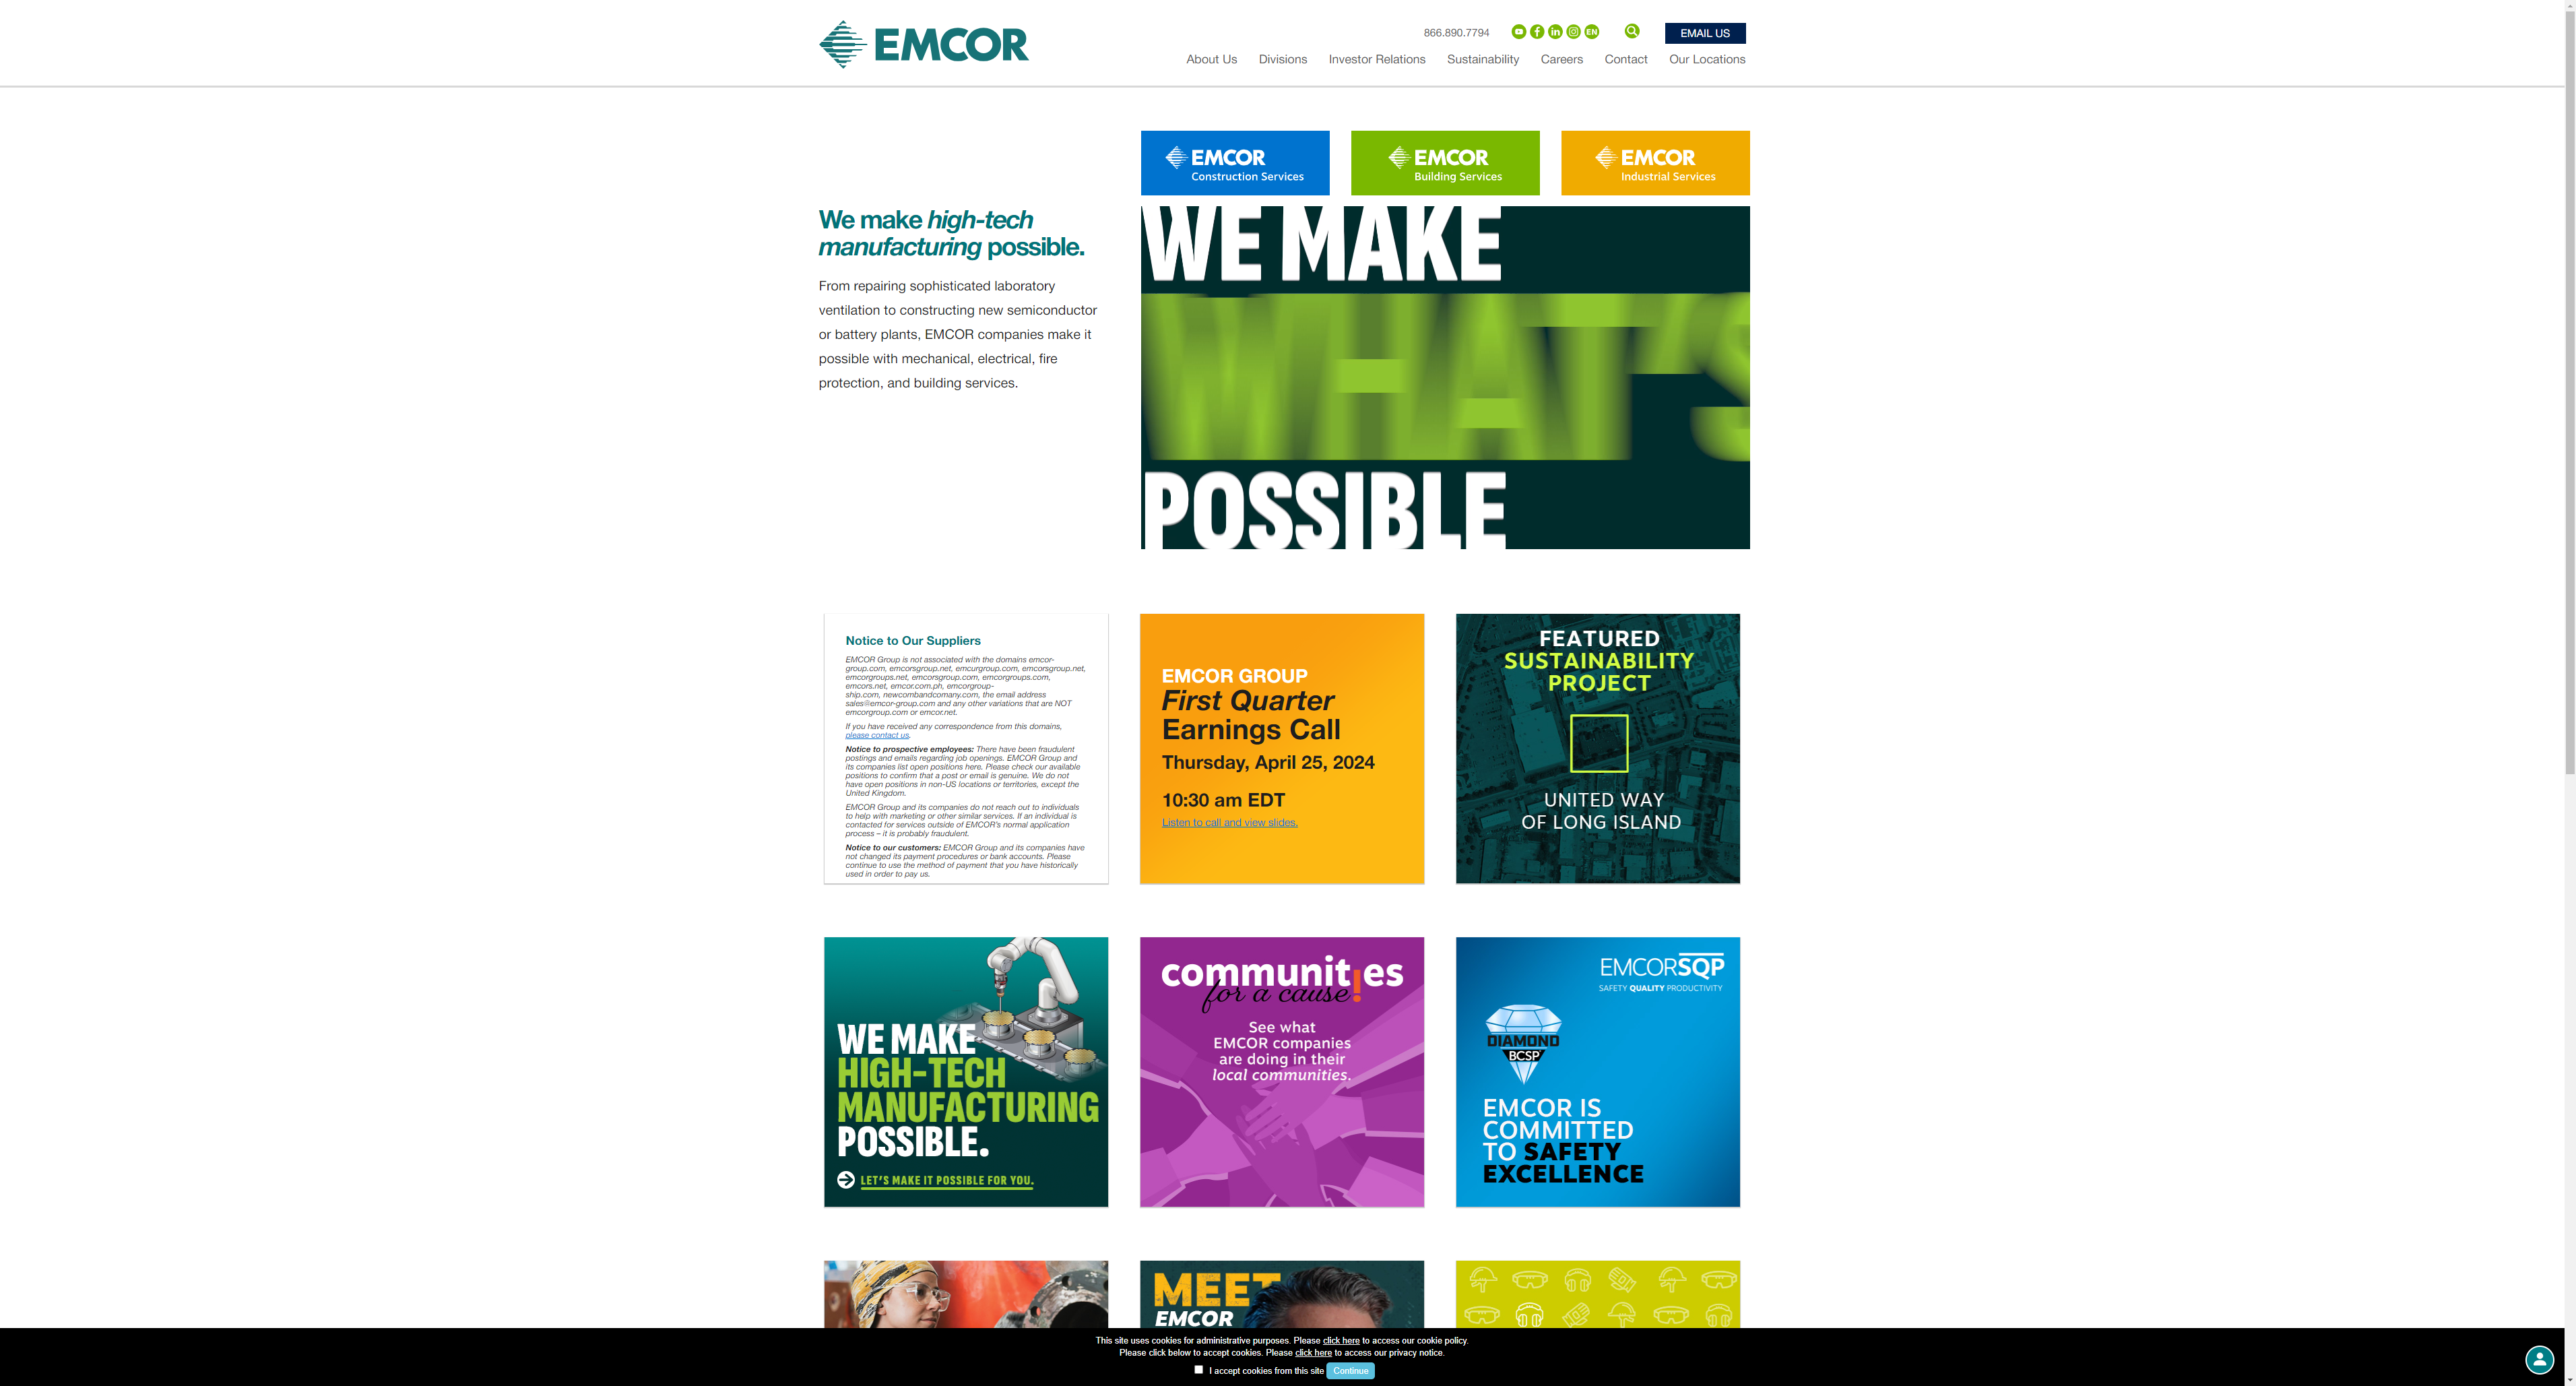 EMCOR
866.890.7794
EN
EMAIL US
About Us
Divisions
Investor Relations
Sustainability
Careers
Contact
Our Locations
EMCOR
Construction Services
EMCOR
Building Services
EMCOR
Industrial Services
We make high-tech
manufacturing possible.
From repairing sophisticated laboratory
ventilation to constructing new semiconductor
or battery plants, EMCOR companies make it
possible with mechanical, electrical, fire
protection, and building services.
WE MAKE
WHAT'S
POSSIBLE
Notice to Our Suppliers
EMCOR Group is not associated with the domains emcor-
group.com, emcorsgroup.net, emcurgroup.com, emcorsgroup.net,
emcorgroups.net, emcorsgroup.com, emcorgroups.com,
emcors.net, emcor.com.ph, emcorgroup-
ship.com, newcombandcomany.com, the email address
sales@emcor-group.com and any other variations that are NOT
emcorgroup.com or emcor.net.
If you have received any correspondence from this domains,
please contact us.
Notice to prospective employees: There have been fraudulent
postings and emails regarding job openings. EMCOR Group and
its companies list open positions here. Please check our available
positions to confirm that a post or email is genuine. We do not
have open positions in non-US locations or territories, except the
United Kingdom.
EMCOR Group and its companies do not reach out to individuals
to help with marketing or other similar services. If an individual is
contacted for services outside of EMCOR's normal application
process – it is probably fraudulent.
Notice to our customers: EMCOR Group and its companies have
not changed its payment procedures or bank accounts. Please
continue to use the method of payment that you have historically
used in order to pay us.
EMCOR GROUP
First Quarter
Earnings Call
Thursday, April 25, 2024
10:30 am EDT
Listen to call and view slides.
FEATURED
SUSTAINABILITY
PROJECT
UNITED WAY
OF LONG ISLAND
WE MAKE
HIGH-TECH
MANUFACTURING
POSSIBLE.
LET'S MAKE IT POSSIBLE FOR YOU.
communit!es
for a cause
See what
EMCOR companies
are doing in their
local communities.
EMCORSQP
SAFETY QUALITY PRODUCTIVITY
DIAMOND
BCSP
EMCOR IS
COMMITTED
TO SAFETY
EXCELLENCE
MEET
EMCOR
This site uses cookies for administrative purposes. Please click here to access our cookie policy.
Please click below to accept cookies. Please click here to access our privacy notice.
I accept cookies from this site Continue